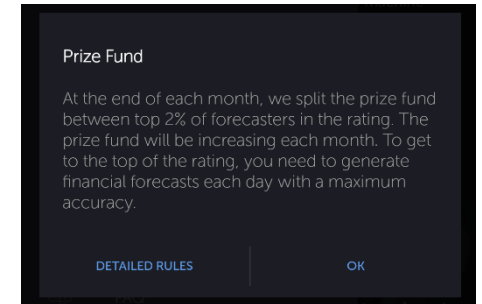 Prize Fund
At the end of each month, we split the prize fund
between top 2% of forecasters in the rating. The
prize fund will be increasing each month. To get
to the top of the rating, you need to generate
financial forecasts each day with a maximum
accuracy.
DETAILED RULES OK